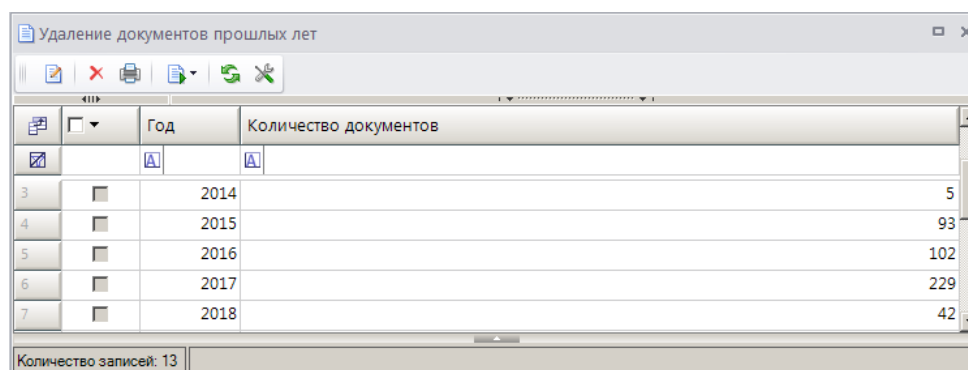 Удаление документов прошлых лет
Год Количество документов
A A
3 2014 5
4 2015 93
5 2016 102
6 2017 229
7 2018 42
Количество записей: 13